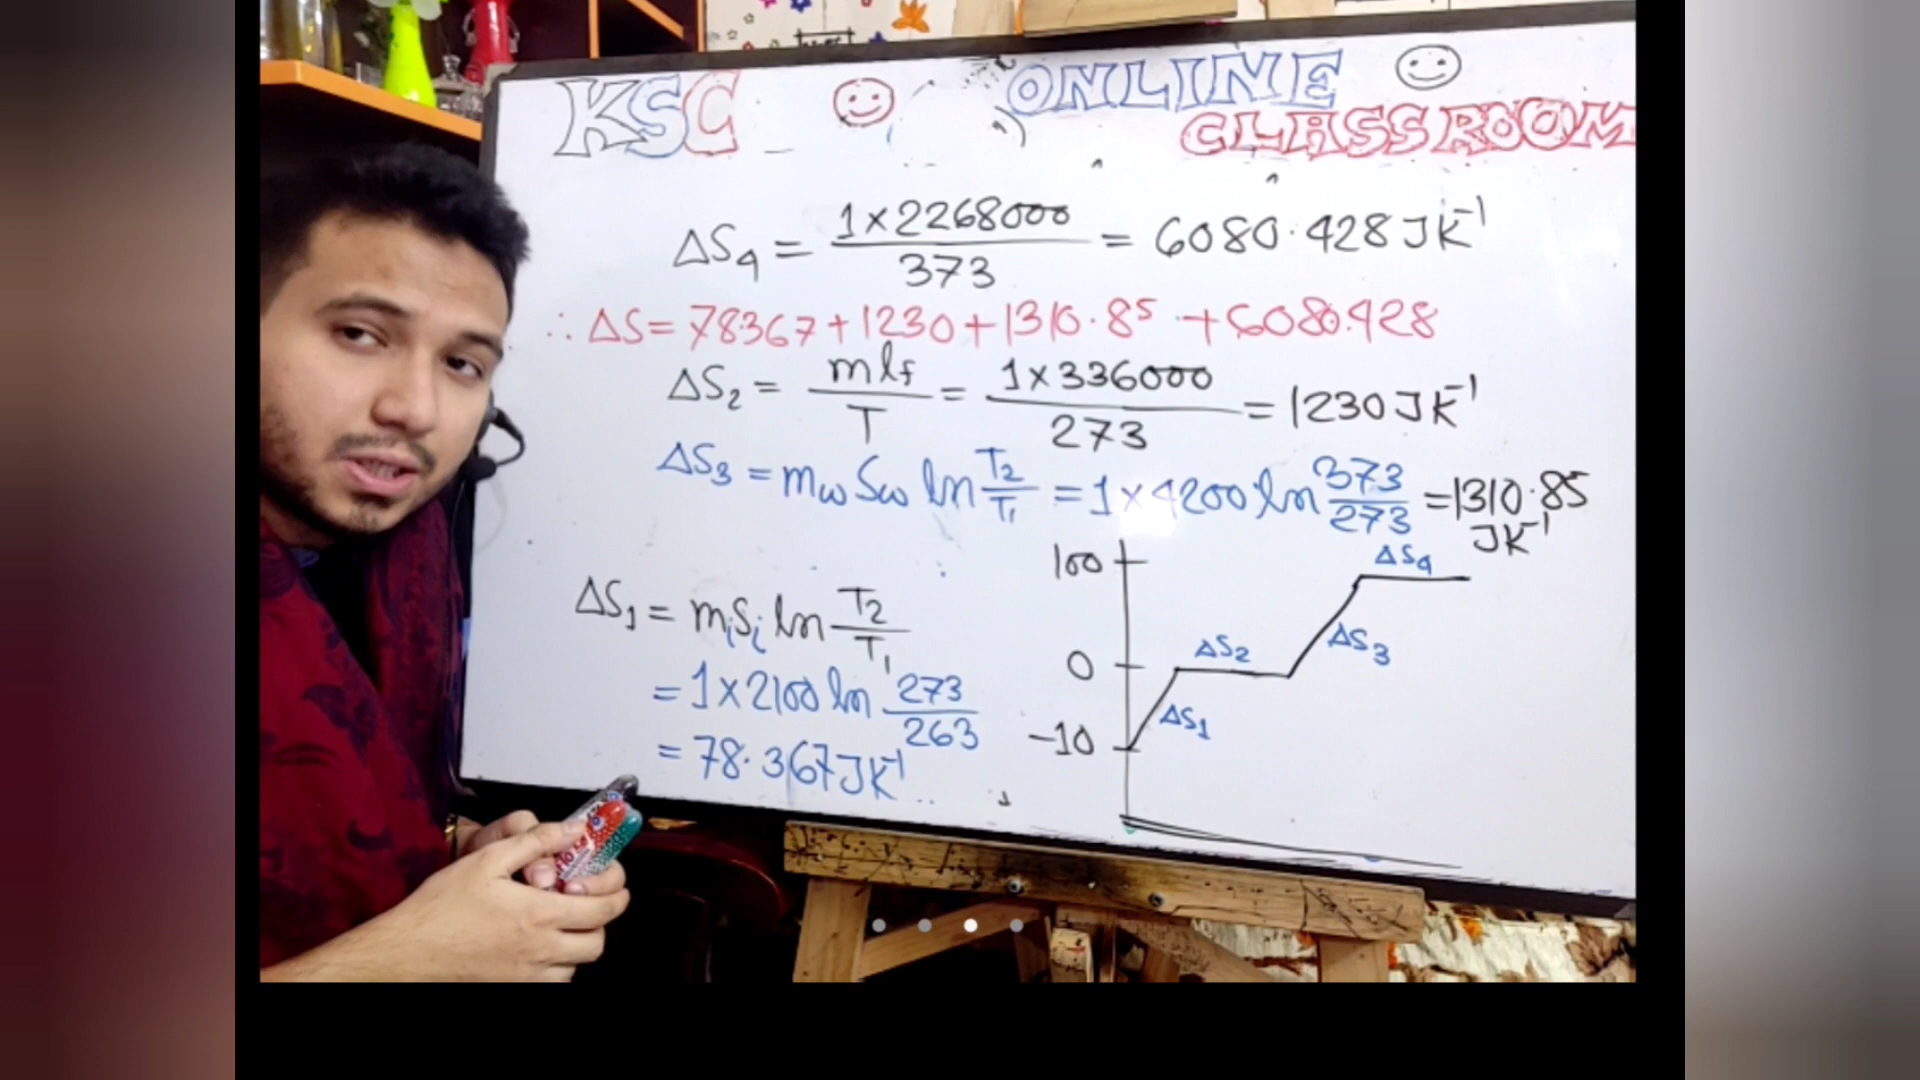 KSC ONLINE
CLASSROOM
ΔS₄ = 1×2268000 / 373 = 6080.428 JK⁻¹
∴ ΔS = 78.367 + 1230 + 1310.85 + 6080.428
ΔS₂ = mlf / T = 1×336000 / 273 = 1230 JK⁻¹
ΔS₃ = mw Sw ln T₂/T₁ = 1×4200 ln 373/273 = 1310.85
JK⁻¹
ΔS₁ = mᵢSᵢ ln T₂/T₁
= 1×2100 ln 273/263
= 78.367 JK⁻¹
100 ΔS₄
0 ΔS₂ ΔS₃
-10 ΔS₁